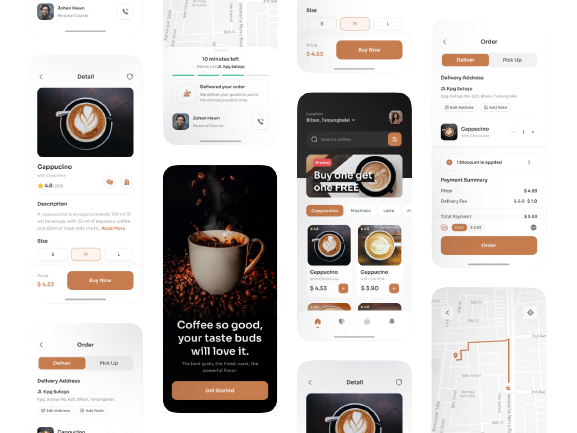 Johan Hawn
Personal Courier
Detail
Cappucino
with Chocolate
4.8 (230)
Description
A cappuccino is an approximately 150 ml (5
oz) beverage, with 25 ml of espresso coffee
and 85ml of fresh milk the fo.. Read More
Size
S
M
L
Price
$ 4.53
Buy Now
Order
Deliver
Pick Up
Delivery Address
Jl. Kpg Sutoyo
Kpg. Sutoyo No. 620, Bilzen, Tanjungbalai.
Edit Address
Add Note
Cappucino
10 minutes left
Delivery to Jl. Kpg Sutoyo
Delivered your order
We deliver your goods to you in
the shortes possible time.
Johan Hawn
Personal Courier
Coffee so good,
your taste buds
will love it.
The best grain, the finest roast, the
powerful flavor.
Get Started
Size
S
M
L
Price
$ 4.53
Buy Now
Location
Bilzen, Tanjungbalai
Search coffee
Promo
Buy one get
one FREE
Cappuccino
Machiato
Latte
4.8
Cappucino
with Chocolate
$ 4.53
Cappucino
with Oat Milk
$ 3.90
Detail
Order
Deliver
Pick Up
Delivery Address
Jl. Kpg Sutoyo
Kpg. Sutoyo No. 620, Bilzen, Tanjungbalai.
Edit Address
Add Note
Cappucino
with Chocolate
1
1 Discount is applied
Payment Summary
Price
$ 4.53
Delivery Fee
$ 2.0
$ 1.0
Total Payment
$ 5.53
Cash
$ 5.53
Order